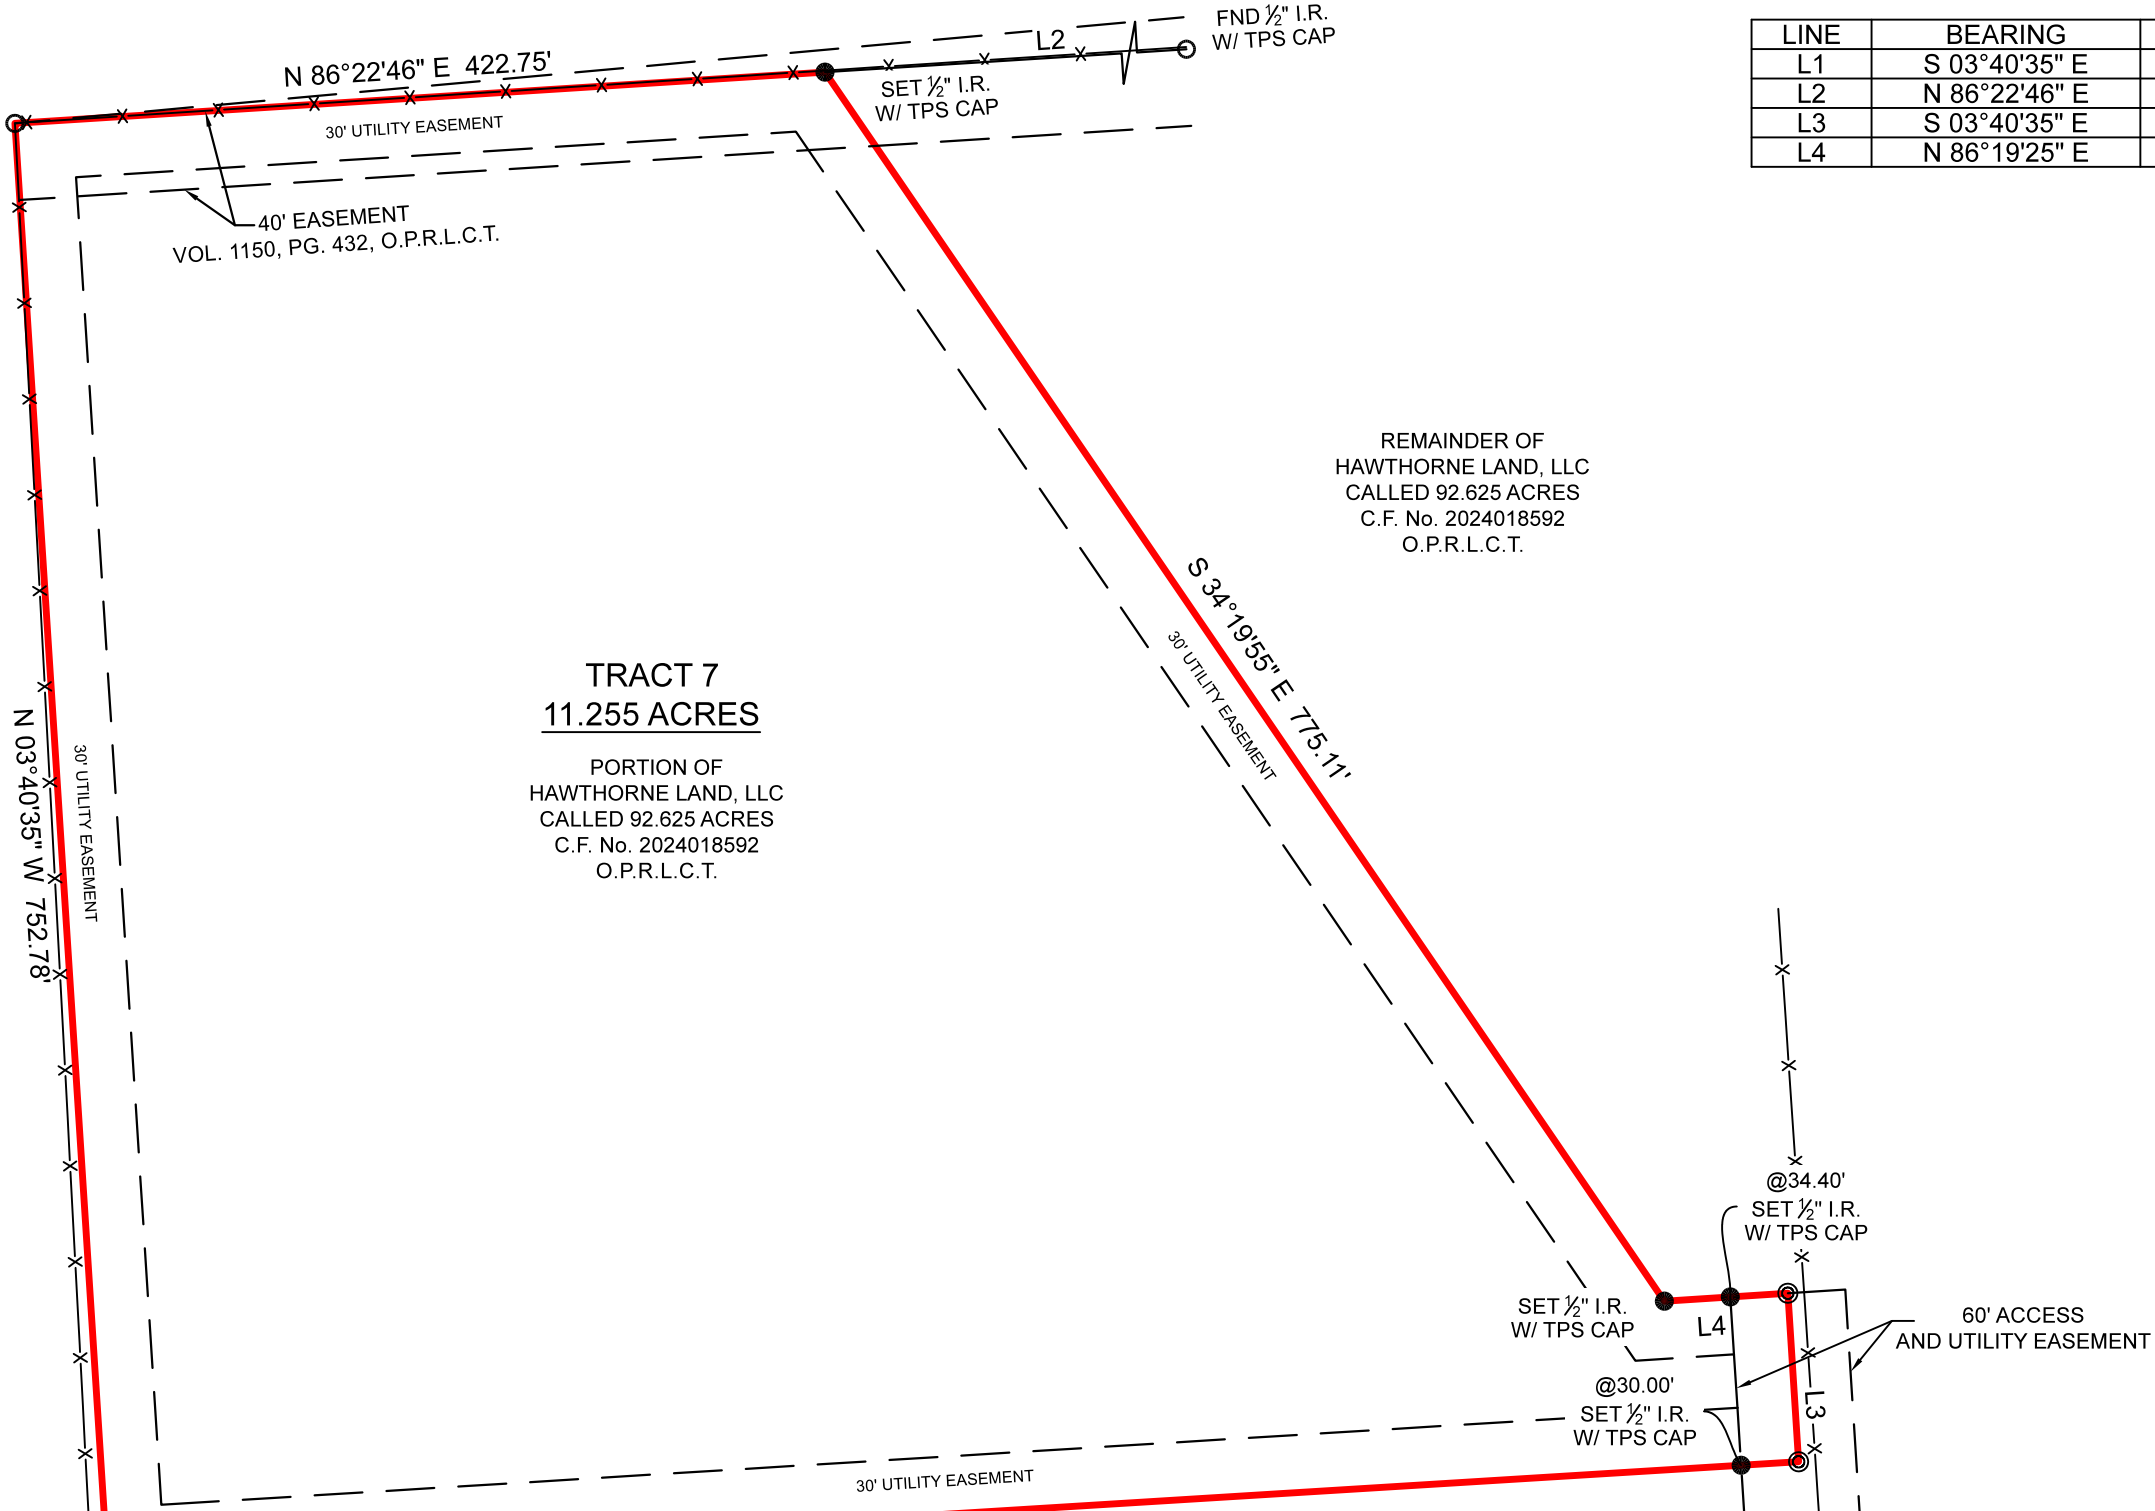 FND ½" I.R.
W/ TPS CAP
L2
N 86°22'46" E 422.75'
SET ½" I.R.
W/ TPS CAP
30' UTILITY EASEMENT
40' EASEMENT
VOL. 1150, PG. 432, O.P.R.L.C.T.
LINE BEARING
L1 S 03°40'35" E
L2 N 86°22'46" E
L3 S 03°40'35" E
L4 N 86°19'25" E
REMAINDER OF
HAWTHORNE LAND, LLC
CALLED 92.625 ACRES
C.F. No. 2024018592
O.P.R.L.C.T.
S 34°19'55" E 775.11'
30' UTILITY EASEMENT
TRACT 7
11.255 ACRES
PORTION OF
HAWTHORNE LAND, LLC
CALLED 92.625 ACRES
C.F. No. 2024018592
O.P.R.L.C.T.
N 03°40'35" W 752.78'
30' UTILITY EASEMENT
@34.40'
SET ½" I.R.
W/ TPS CAP
SET ½" I.R.
W/ TPS CAP
L4
60' ACCESS
AND UTILITY EASEMENT
@30.00'
SET ½" I.R.
W/ TPS CAP
L3
30' UTILITY EASEMENT